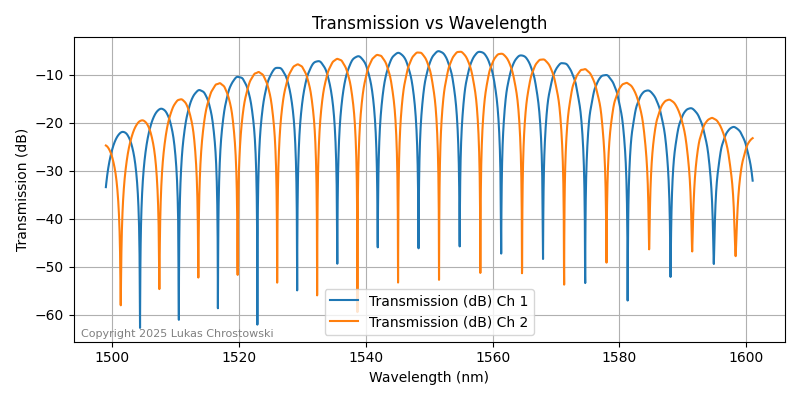 Transmission vs Wavelength
Transmission (dB)
−10
−20
−30
−40
−50
−60
Transmission (dB) Ch 1
Transmission (dB) Ch 2
Copyright 2025 Lukas Chrostowski
1500
1520
1540
1560
1580
1600
Wavelength (nm)